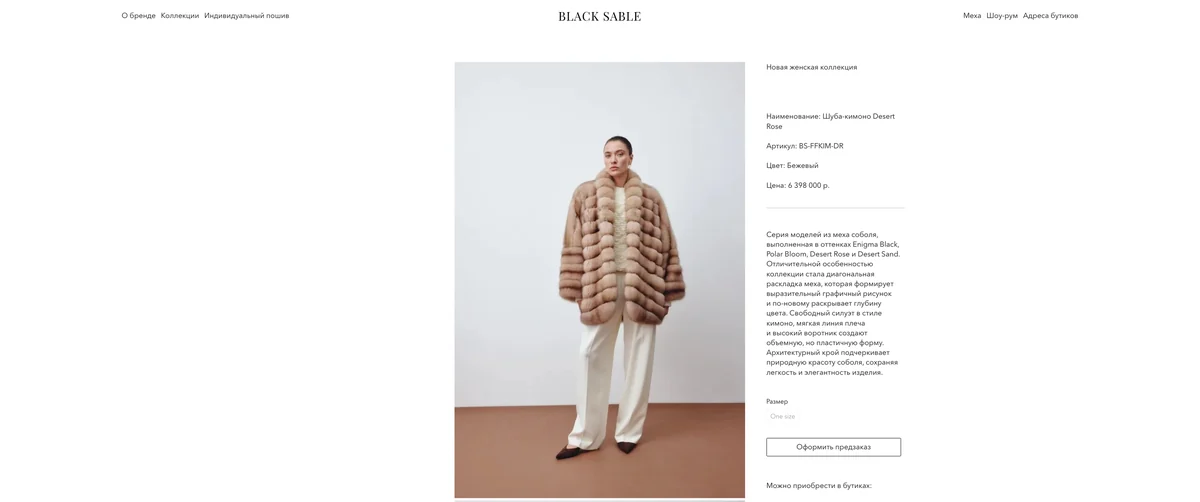 О бренде Коллекции Индивидуальный пошив
BLACK SABLE
Меха Шоу-рум Адреса бутиков
Новая женская коллекция
Наименование: Шуба-кимоно Desert
Rose
Артикул: BS-FFKIM-DR
Цвет: Бежевый
Цена: 6 398 000 р.
Серия моделей из меха соболя,
выполненная в оттенках Enigma Black,
Polar Bloom, Desert Rose и Desert Sand.
Отличительной особенностью
коллекции стала диагональная
раскладка меха, которая формирует
выразительный графичный рисунок
и по-новому раскрывает глубину
цвета. Свободный силуэт в стиле
кимоно, мягкая линия плеча
и высокий воротник создают
объемную, но пластичную форму.
Архитектурный крой подчеркивает
природную красоту соболя, сохраняя
легкость и элегантность изделия.
Размер
One size
Оформить предзаказ
Можно приобрести в бутиках: